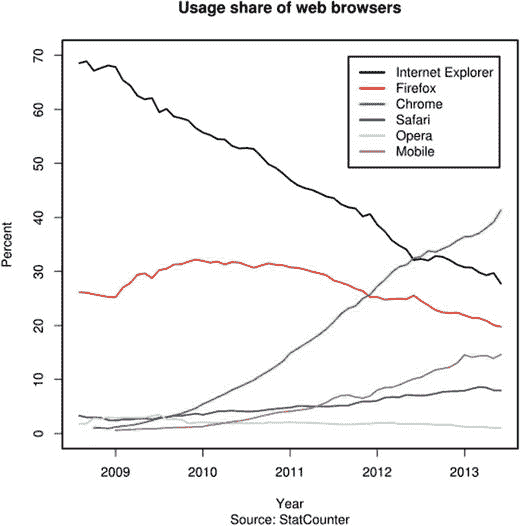 Usage share of web browsers
70
60
50
40
30
20
10
0
Percent
Internet Explorer
Firefox
Chrome
Safari
Opera
Mobile
2009 2010 2011 2012 2013
Year
Source: StatCounter